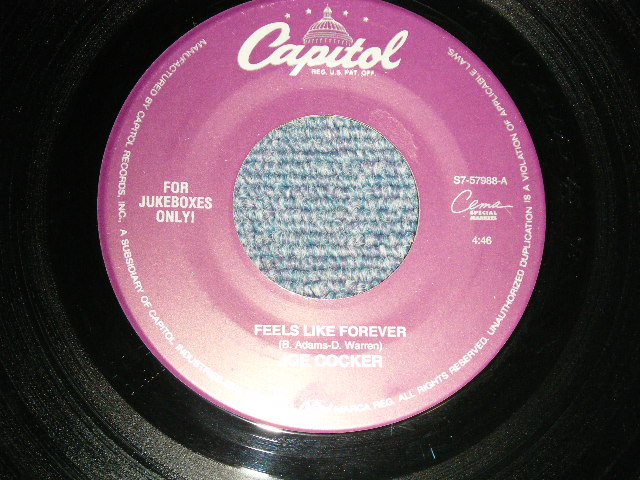 Capitol
REG. U.S. PAT. OFF.
MANUFACTURED BY CAPITOL RECORDS, INC., A SUBSIDIARY OF CAPITOL INDUSTRIES
MARCA REG. ALL RIGHTS RESERVED. UNAUTHORIZED DUPLICATION IS A VIOLATION OF APPLICABLE LAWS.
FOR
JUKEBOXES
ONLY!
S7-57988-A
Cema
SPECIAL
MARKETS
4:46
FEELS LIKE FOREVER
(B. Adams-D. Warren)
JOE COCKER